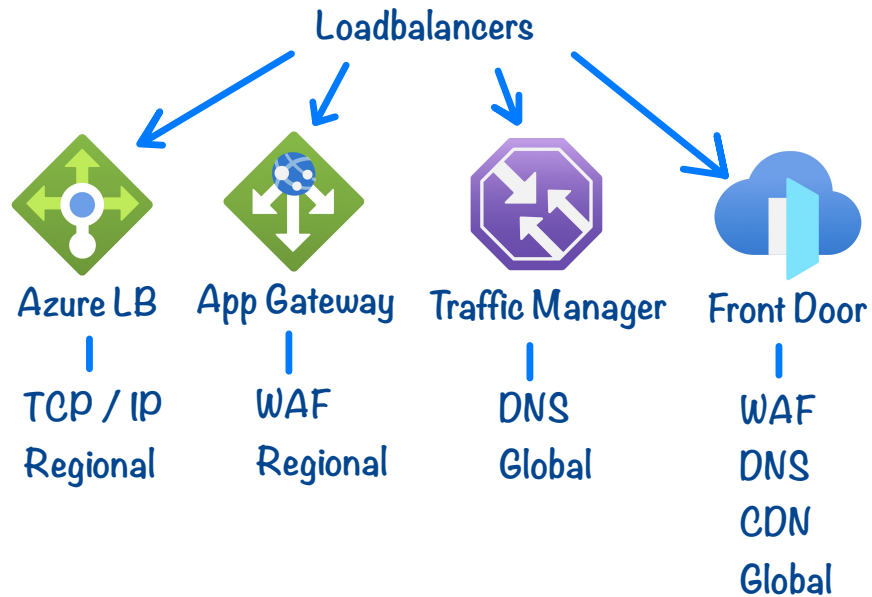 Loadbalancers
Azure LB
App Gateway
Traffic Manager
Front Door
TCP / IP
Regional
WAF
Regional
DNS
Global
WAF
DNS
CDN
Global